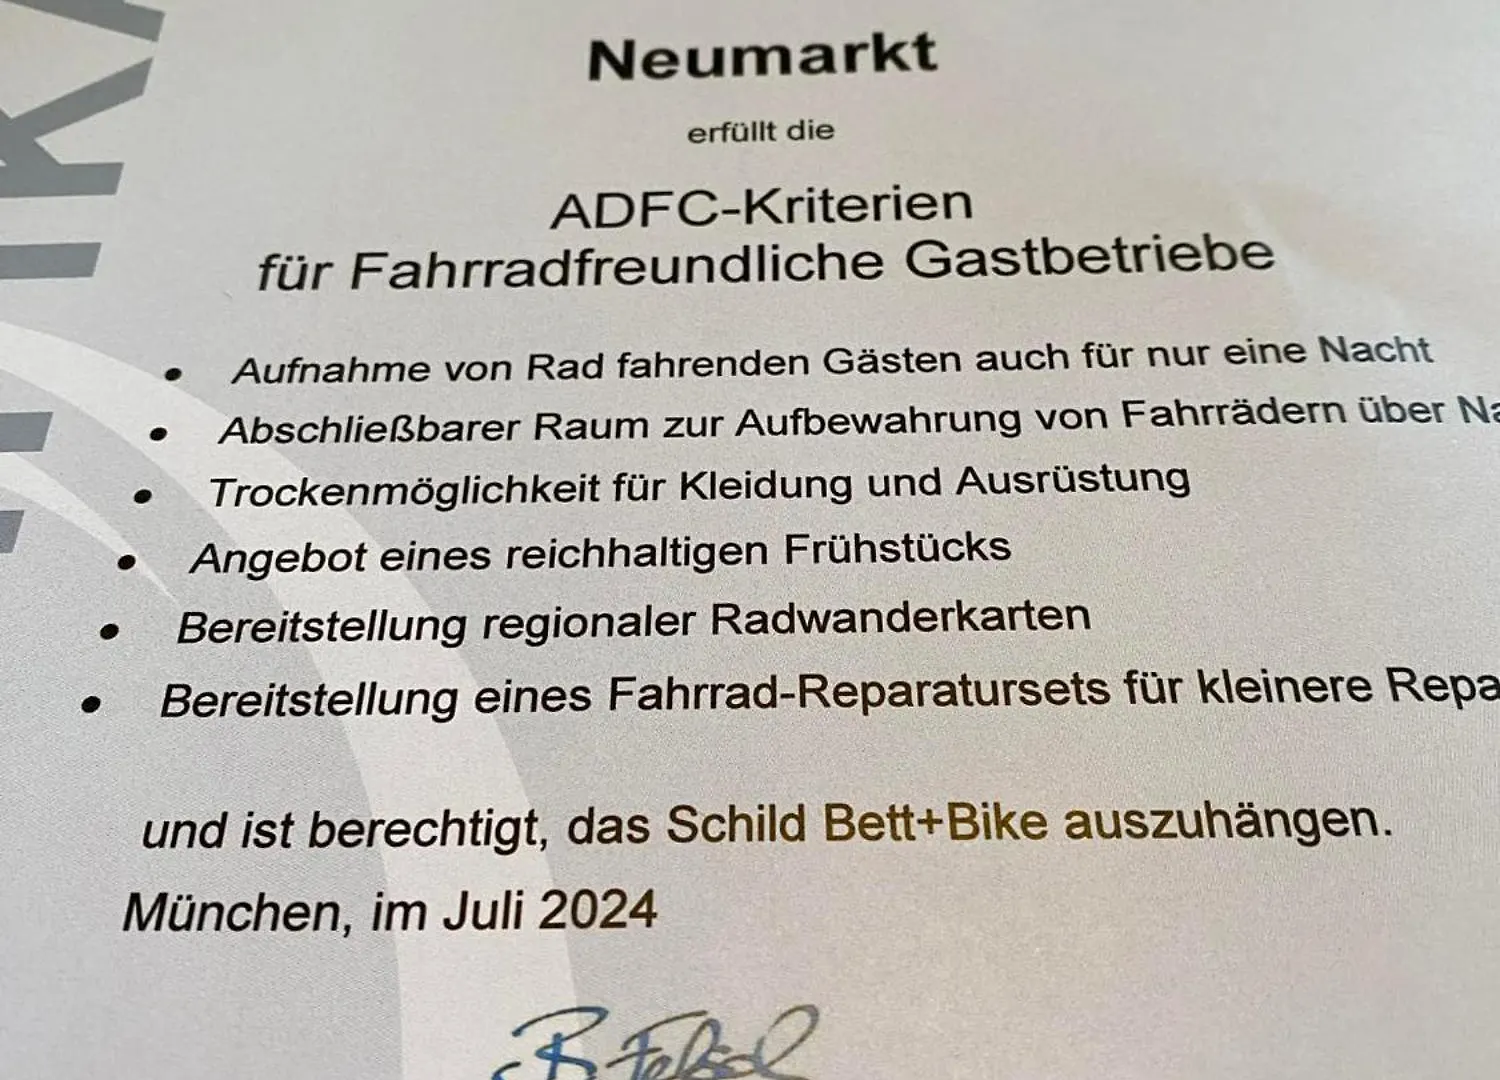 Neumarkt
erfüllt die
ADFC-Kriterien
für Fahrradfreundliche Gastbetriebe
• Aufnahme von Rad fahrenden Gästen auch für nur eine Nacht
• Abschließbarer Raum zur Aufbewahrung von Fahrrädern über Na
• Trockenmöglichkeit für Kleidung und Ausrüstung
• Angebot eines reichhaltigen Frühstücks
• Bereitstellung regionaler Radwanderkarten
• Bereitstellung eines Fahrrad-Reparatursets für kleinere Repa
und ist berechtigt, das Schild Bett+Bike auszuhängen.
München, im Juli 2024